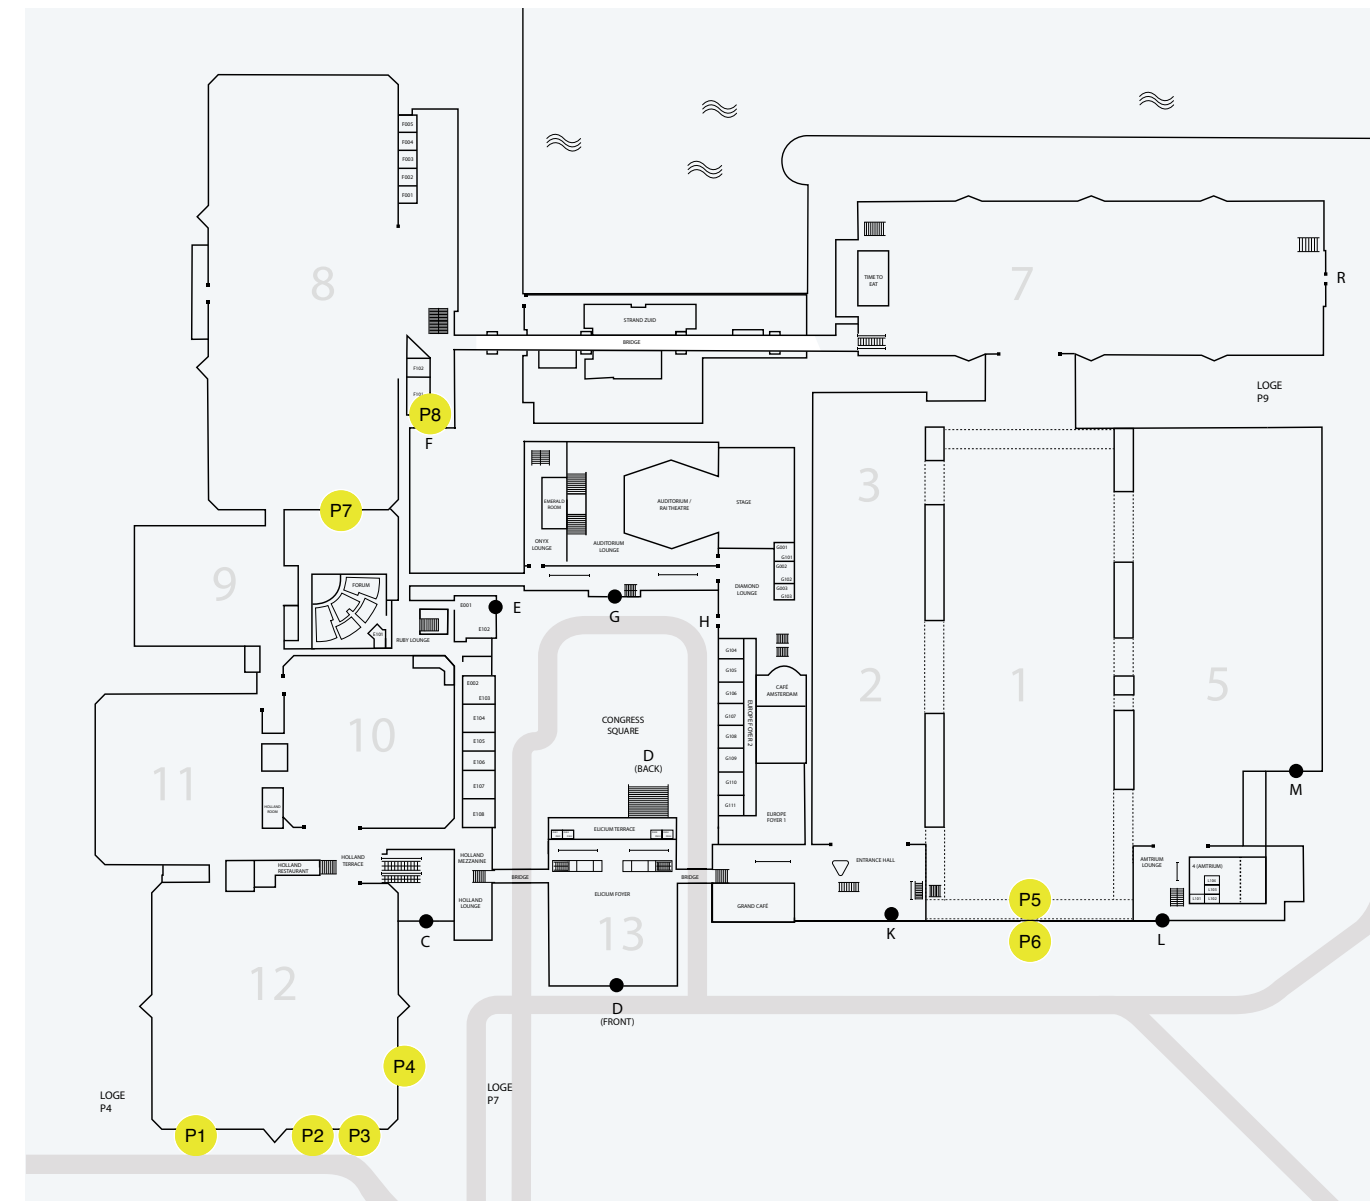 F005
F004
F003
F002
F001
8
7
R
TIME TO
EAT
STRAND ZUID
BRIDGE
F102
F101
P8
F
LOGE
P9
3
EMERALD
ROOM
AUDITORIUM /
RAI THEATRE
STAGE
P7
ONYX
LOUNGE
AUDITORIUM
LOUNGE
G001
G101
G002
G102
G003
G103
DIAMOND
LOUNGE
9
FORUM
E101
RUBY LOUNGE
E001
E102
E
G
H
G104
G105
G106
G107
G108
G109
G110
G111
EUROPE FOYER 2
CAFÉ
AMSTERDAM
EUROPE
FOYER 1
E002
E103
E104
E105
E106
E107
E108
2
1
5
10
11
HOLLAND
ROOM
CONGRESS
SQUARE
D
(BACK)
M
ELICIUM TERRACE
HOLLAND
RESTAURANT
HOLLAND
TERRACE
HOLLAND
MEZZANINE
BRIDGE
BRIDGE
ELICIUM FOYER
HOLLAND
LOUNGE
ENTRANCE HALL
GRAND CAFÉ
AMTRIUM
LOUNGE
4 (AMTRIUM)
L101
L102
P5
P6
C
13
K
L
12
D
(FRONT)
P4
LOGE
P4
LOGE
P7
P1
P2
P3